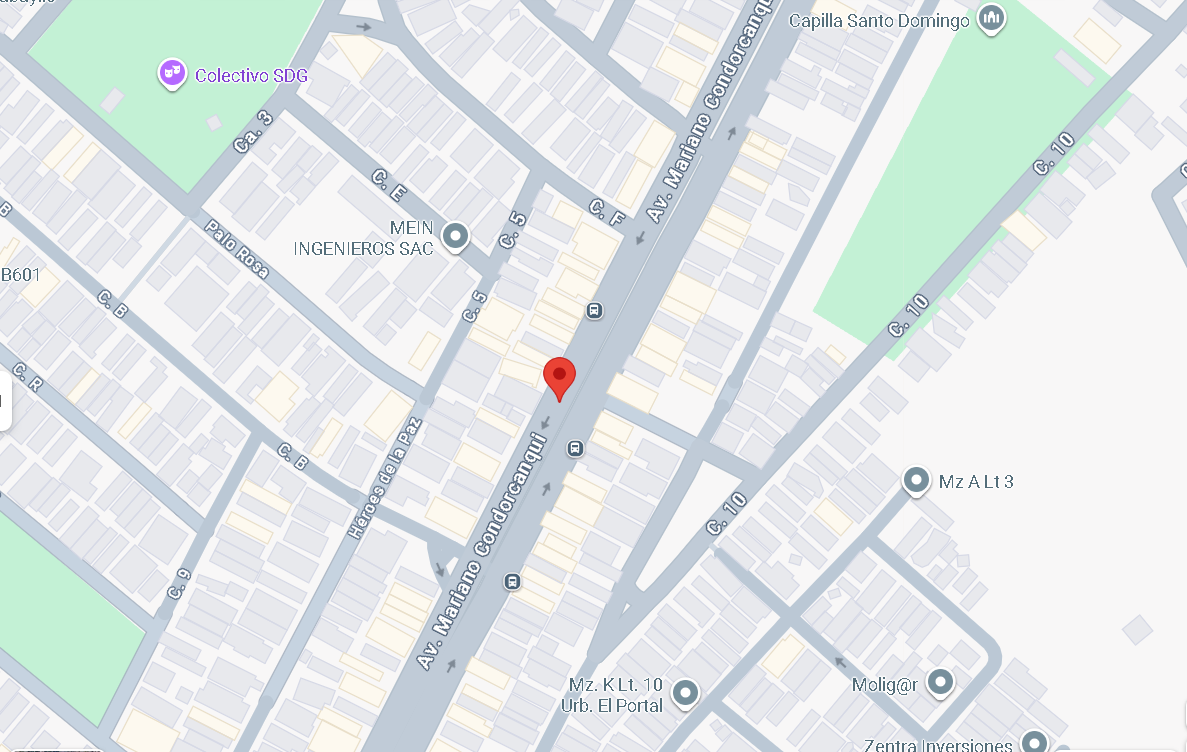 Capilla Santo Domingo
Av. Mariano Condorcanqu
Colectivo SDG
Ca. 3
C. 10
C. E
C. F
MEIN
INGENIEROS SAC
C. 5
Palo Rosa
B601
C. B
C. 5
C. 10
C. R
C. B
Héroes de la Paz
Av. Mariano Condorcanqui
C. 10
Mz A Lt 3
C. 9
Mz. K Lt. 10
Urb. El Portal
Molig@r
Zentra Inversiones